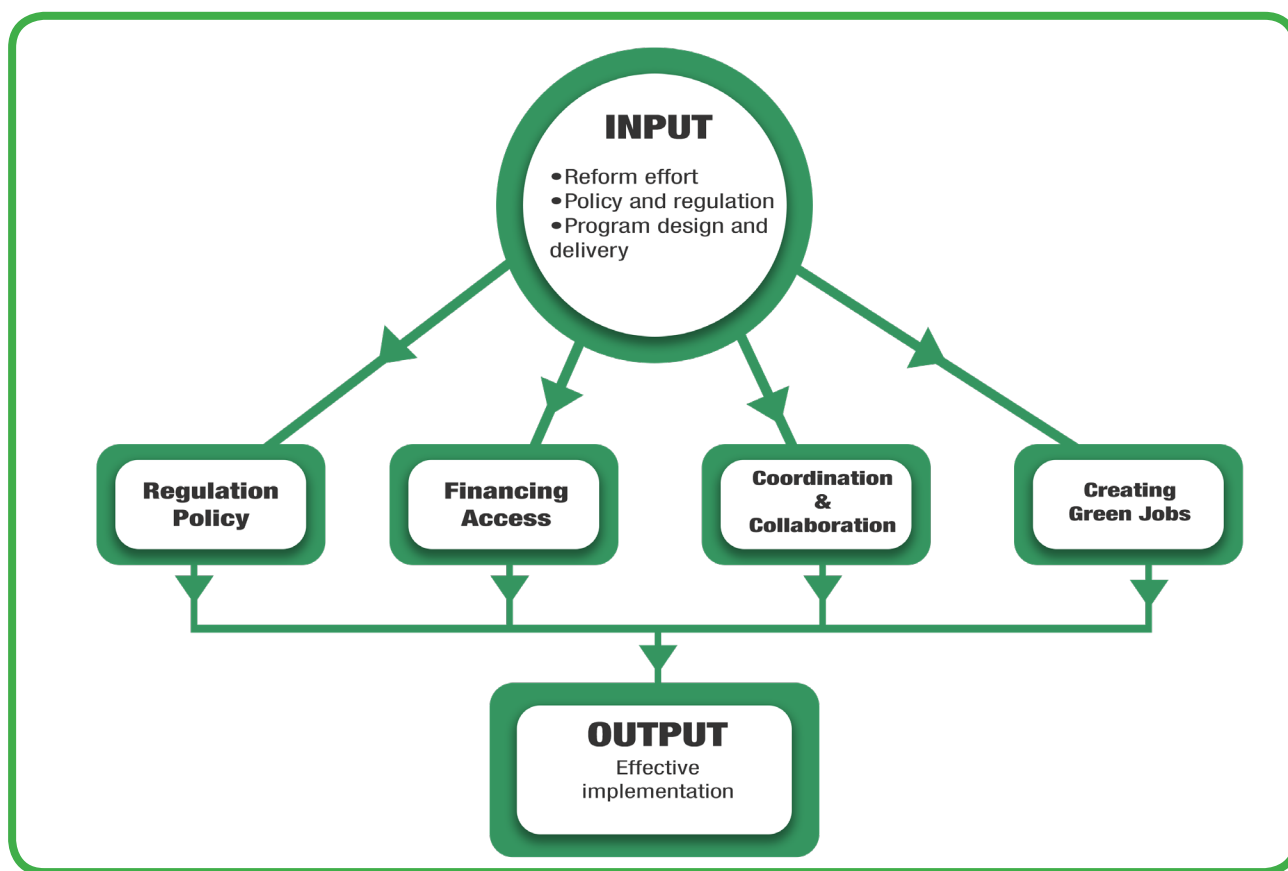 INPUT
•Reform effort
•Policy and regulation
•Program design and
delivery
Regulation
Policy
Financing
Access
Coordination
&
Collaboration
Creating
Green Jobs
OUTPUT
Effective
implementation